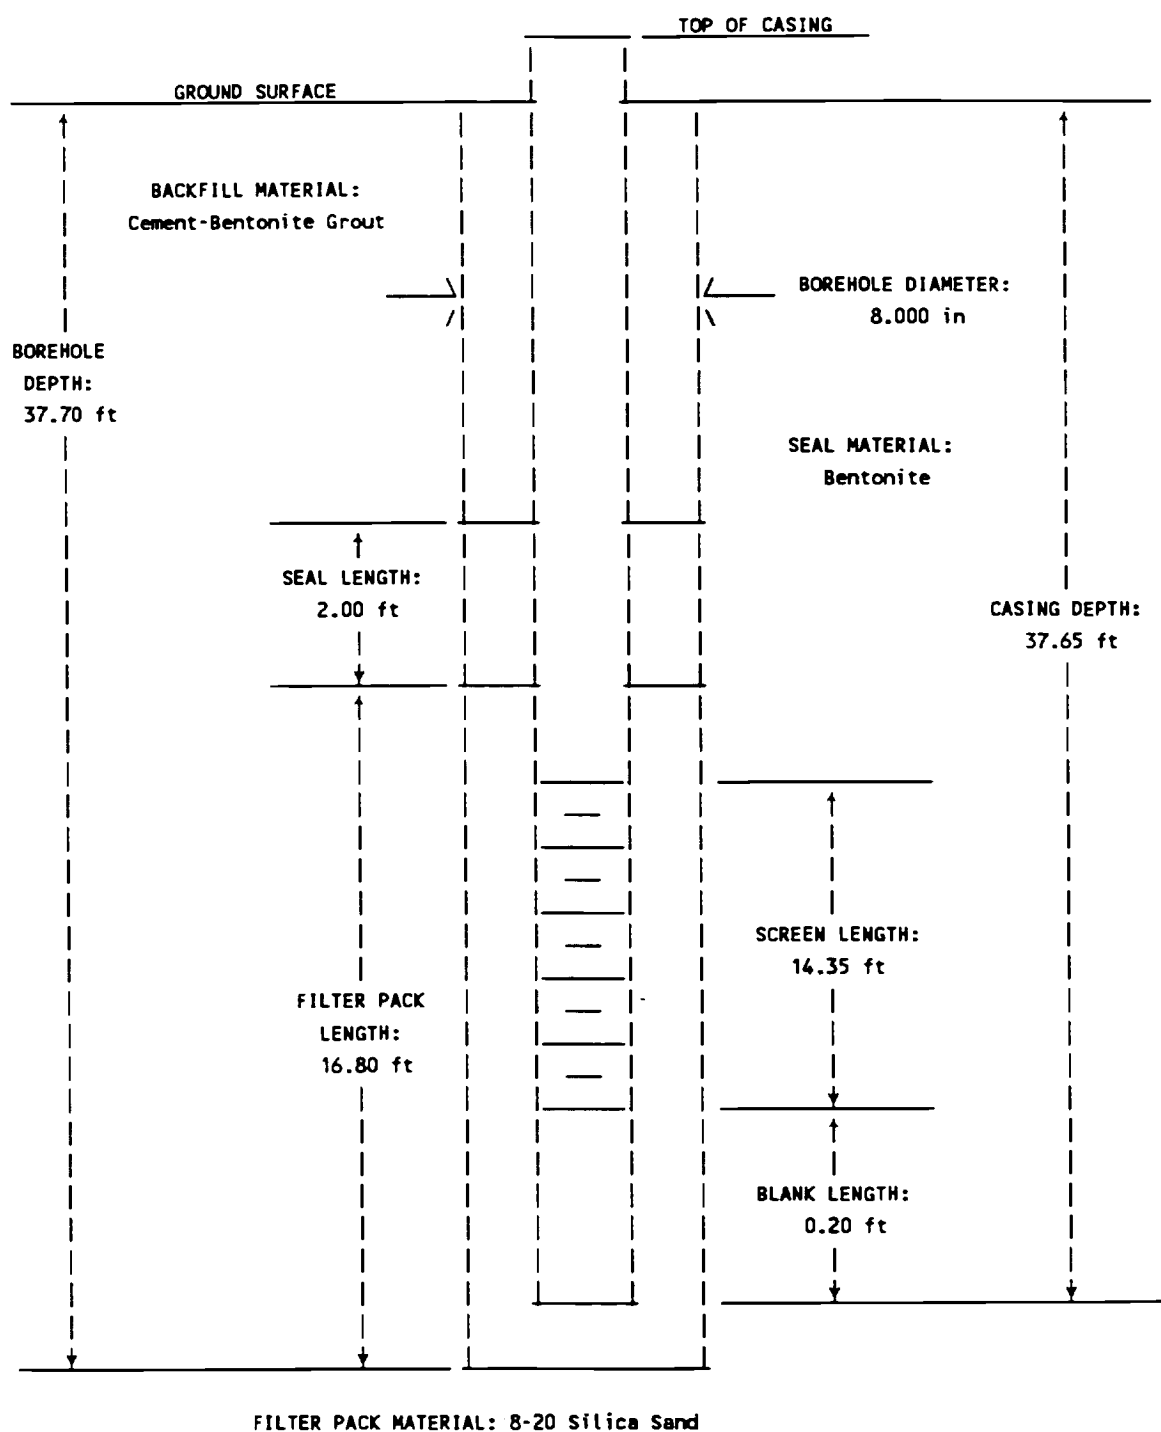 TOP OF CASING
GROUND SURFACE
BACKFILL MATERIAL:
Cement-Bentonite Grout
BOREHOLE DIAMETER:
8.000 in
BOREHOLE
DEPTH:
37.70 ft
SEAL MATERIAL:
Bentonite
SEAL LENGTH:
2.00 ft
CASING DEPTH:
37.65 ft
SCREEN LENGTH:
14.35 ft
FILTER PACK
LENGTH:
16.80 ft
BLANK LENGTH:
0.20 ft
FILTER PACK MATERIAL: 8-20 Silica Sand